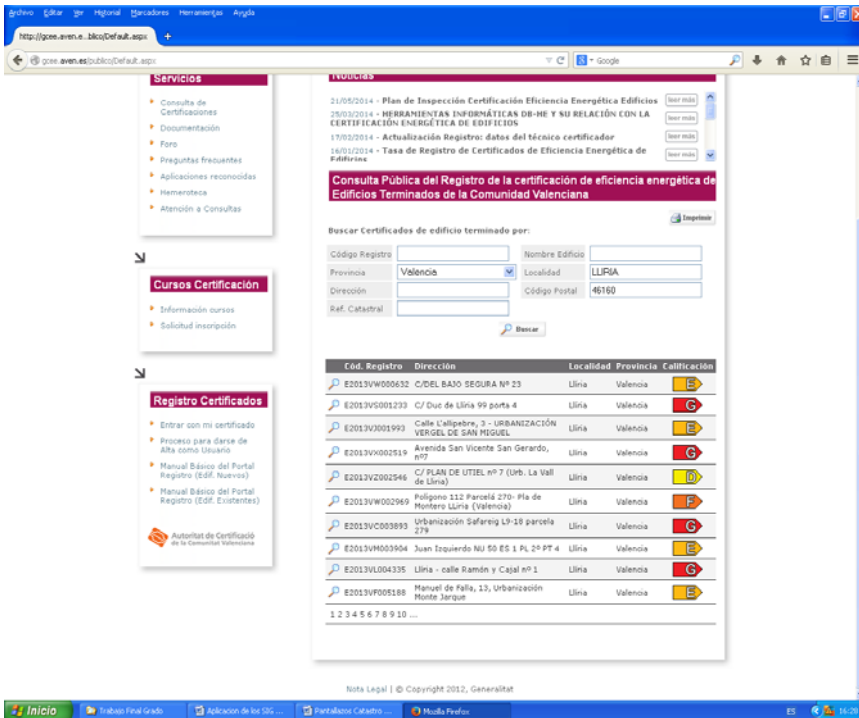 Archivo Editar Ver Historial Marcadores Herramientas Ayuda
http://gcee.aven.e...blico/Default.aspx
gcee.aven.es/publico/Default.aspx
Google
Servicios
Consulta de
Certificaciones
Documentación
Foro
Preguntas frecuentes
Aplicaciones reconocidas
Hemeroteca
Atención a Consultas
Cursos Certificación
Información cursos
Solicitud inscripción
Registro Certificados
Entrar con mi certificado
Proceso para darse de
Alta como Usuario
Manual Básico del Portal
Registro (Edif. Nuevos)
Manual Básico del Portal
Registro (Edif. Existentes)
Autoritat de Certificació
de la Comunitat Valenciana
Noticias
21/05/2014 - Plan de Inspección Certificación Eficiencia Energética Edificios leer más
25/03/2014 - HERRAMIENTAS INFORMÁTICAS DB-HE Y SU RELACIÓN CON LA leer más
CERTIFICACIÓN ENERGÉTICA DE EDIFICIOS
17/02/2014 - Actualización Registro: datos del técnico certificador leer más
16/01/2014 - Tasa de Registro de Certificados de Eficiencia Energética de leer más
Edificios
Consulta Pública del Registro de la certificación de eficiencia energética de
Edificios Terminados de la Comunidad Valenciana
Imprimir
Buscar Certificados de edificio terminado por:
Código Registro Nombre Edificio
Provincia Valencia Localidad LLIRIA
Dirección Código Postal 46160
Ref. Catastral
Buscar
Cód. Registro Dirección Localidad Provincia Calificación
E2013VW000632 C/DEL BAJO SEGURA Nº 23 Llíria Valencia E
E2013VS001233 C/ Duc de Llíria 99 porta 4 Llíria Valencia G
E2013VJ001993 Calle L'allipebre, 3 - URBANIZACIÓN Llíria Valencia E
VERGEL DE SAN MIGUEL
E2013VX002519 Avenida San Vicente San Gerardo, Llíria Valencia G
nº7
E2013VZ002546 C/ PLAN DE UTIEL nº 7 (Urb. La Vall Llíria Valencia D
de Lliria)
E2013VW002969 Poligono 112 Parcelá 270- Pla de Llíria Valencia F
Montero LLiria (Valencia)
E2013VC003893 Urbanización Safareig L9-18 parcela Llíria Valencia G
279
E2013VM003904 Juan Izquierdo NU 50 ES 1 PL 2º PT 4 Llíria Valencia E
E2013VL004335 Lliria - calle Ramón y Cajal nº 1 Llíria Valencia G
E2013VF005188 Manuel de Falla, 13, Urbanización Llíria Valencia E
Monte Jarque
1 2 3 4 5 6 7 8 9 10 ...
Nota Legal | © Copyright 2012, Generalitat
Inicio Trabajo Final Grado Aplicacion de los SIG ... Pantallazos Catastro ... Mozilla Firefox ES 16:20